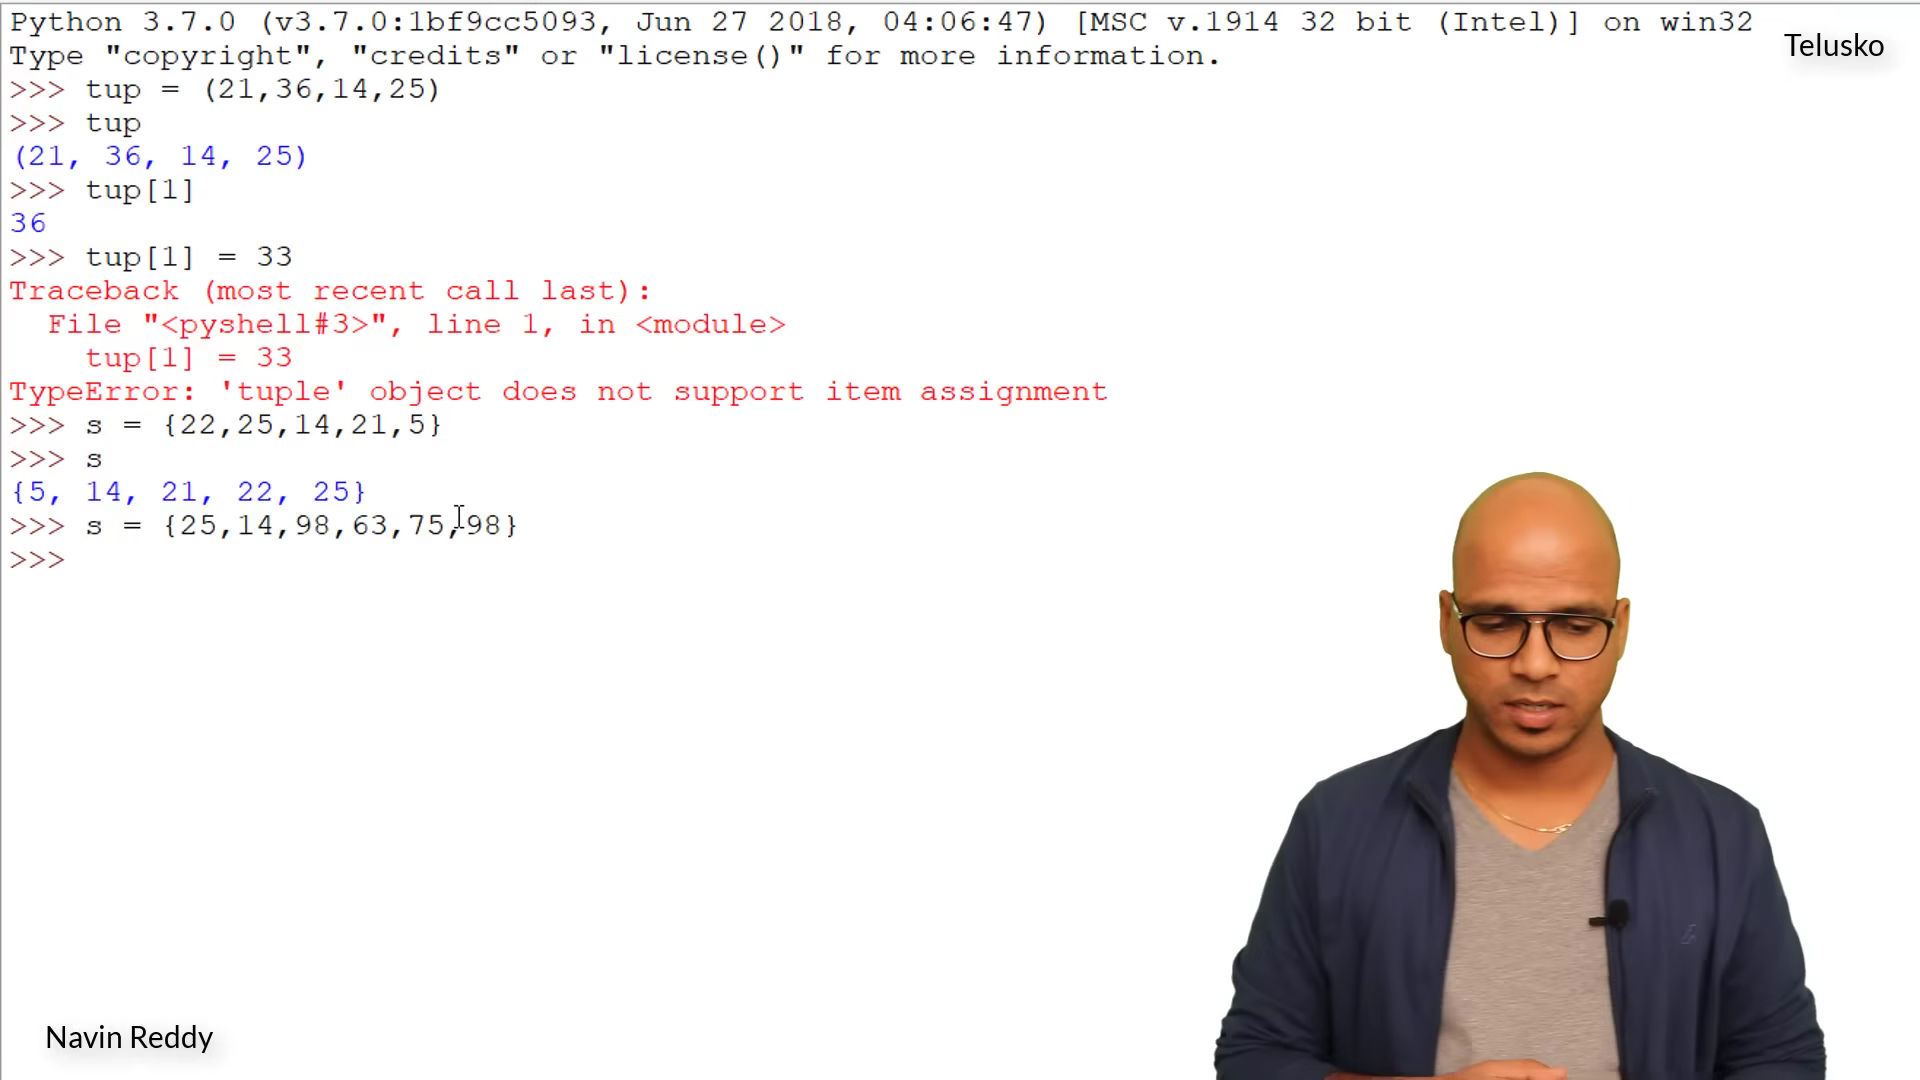 Python 3.7.0 (v3.7.0:1bf9cc5093, Jun 27 2018, 04:06:47) [MSC v.1914 32 bit (Intel)] on win32
Type "copyright", "credits" or "license()" for more information.
Telusko
>>> tup = (21,36,14,25)
>>> tup
(21, 36, 14, 25)
>>> tup[1]
36
>>> tup[1] = 33
Traceback (most recent call last):
  File "<pyshell#3>", line 1, in <module>
    tup[1] = 33
TypeError: 'tuple' object does not support item assignment
>>> s = {22,25,14,21,5}
>>> s
{5, 14, 21, 22, 25}
>>> s = {25,14,98,63,75,98}
>>>
Navin Reddy